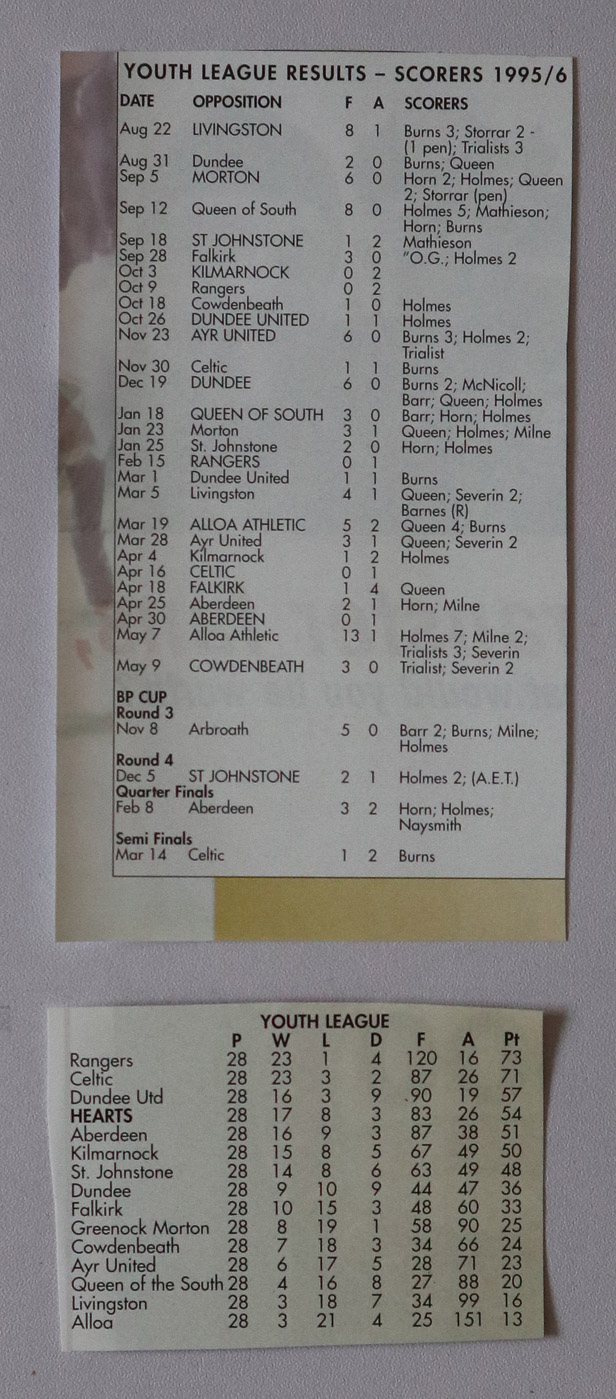 YOUTH LEAGUE RESULTS – SCORERS 1995/6
DATE OPPOSITION F A SCORERS
Aug 22 LIVINGSTON 8 1 Burns 3; Storrar 2 -
(1 pen); Trialists 3
Aug 31 Dundee 2 0 Burns; Queen
Sep 5 MORTON 6 0 Horn 2; Holmes; Queen
2; Storrar (pen)
Sep 12 Queen of South 8 0 Holmes 5; Mathieson;
Horn; Burns
Sep 18 ST JOHNSTONE 1 2 Mathieson
Sep 28 Falkirk 3 0 "O.G.; Holmes 2
Oct 3 KILMARNOCK 0 2
Oct 9 Rangers 0 2
Oct 18 Cowdenbeath 1 0 Holmes
Oct 26 DUNDEE UNITED 1 1 Holmes
Nov 23 AYR UNITED 6 0 Burns 3; Holmes 2;
Trialist
Nov 30 Celtic 1 1 Burns
Dec 19 DUNDEE 6 0 Burns 2; McNicoll;
Barr; Queen; Holmes
Jan 18 QUEEN OF SOUTH 3 0 Barr; Horn; Holmes
Jan 23 Morton 3 1 Queen; Holmes; Milne
Jan 25 St. Johnstone 2 0 Horn; Holmes
Feb 15 RANGERS 0 1
Mar 1 Dundee United 1 1 Burns
Mar 5 Livingston 4 1 Queen; Severin 2;
Barnes (R)
Mar 19 ALLOA ATHLETIC 5 2 Queen 4; Burns
Mar 28 Ayr United 3 1 Queen; Severin 2
Apr 4 Kilmarnock 1 2 Holmes
Apr 16 CELTIC 0 1
Apr 18 FALKIRK 1 4 Queen
Apr 25 Aberdeen 2 1 Horn; Milne
Apr 30 ABERDEEN 0 1
May 7 Alloa Athletic 13 1 Holmes 7; Milne 2;
Trialists 3; Severin
May 9 COWDENBEATH 3 0 Trialist; Severin 2
BP CUP
Round 3
Nov 8 Arbroath 5 0 Barr 2; Burns; Milne;
Holmes
Round 4
Dec 5 ST JOHNSTONE 2 1 Holmes 2; (A.E.T.)
Quarter Finals
Feb 8 Aberdeen 3 2 Horn; Holmes;
Naysmith
Semi Finals
Mar 14 Celtic 1 2 Burns
YOUTH LEAGUE
P W L D F A Pt
Rangers 28 23 1 4 120 16 73
Celtic 28 23 3 2 87 26 71
Dundee Utd 28 16 3 9 .90 19 57
HEARTS 28 17 8 3 83 26 54
Aberdeen 28 16 9 3 87 38 51
Kilmarnock 28 15 8 5 67 49 50
St. Johnstone 28 14 8 6 63 49 48
Dundee 28 9 10 9 44 47 36
Falkirk 28 10 15 3 48 60 33
Greenock Morton 28 8 19 1 58 90 25
Cowdenbeath 28 7 18 3 34 66 24
Ayr United 28 6 17 5 28 71 23
Queen of the South 28 4 16 8 27 88 20
Livingston 28 3 18 7 34 99 16
Alloa 28 3 21 4 25 151 13